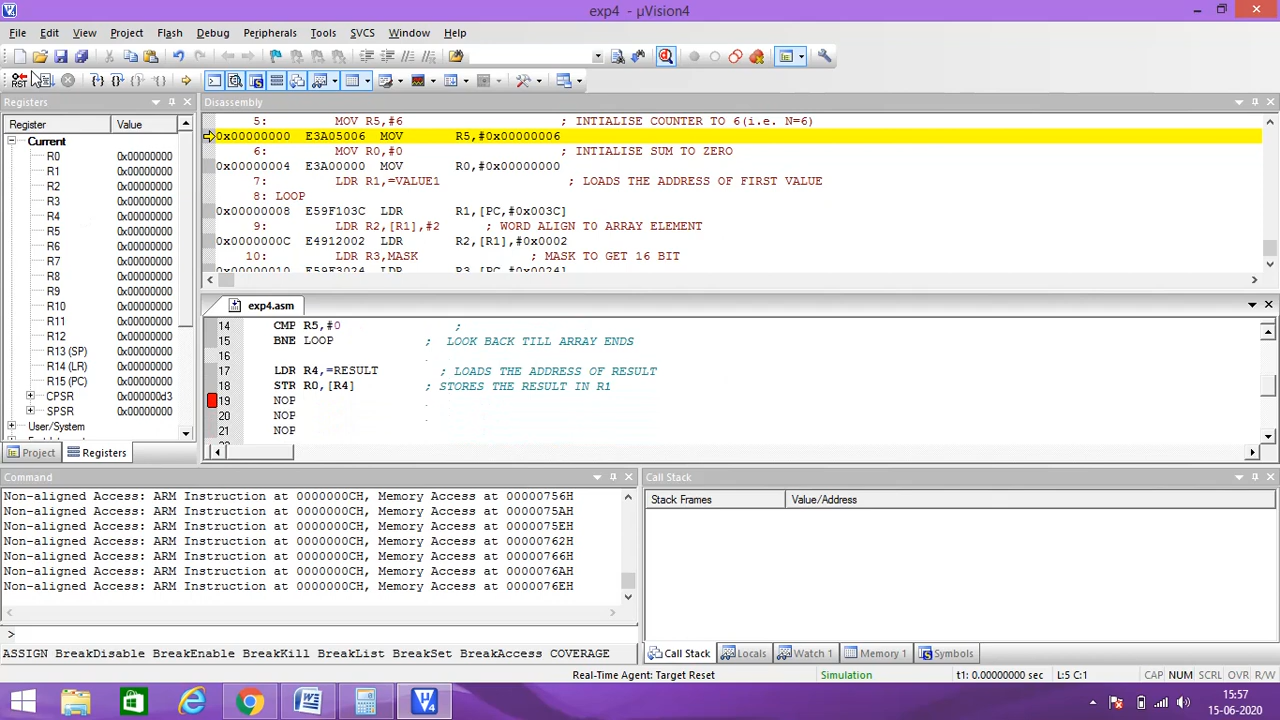 exp4 - µVision4
File Edit View Project Flash Debug Peripherals Tools SVCS Window Help
Registers
Register Value
Current
R0 0x00000000
R1 0x00000000
R2 0x00000000
R3 0x00000000
R4 0x00000000
R5 0x00000000
R6 0x00000000
R7 0x00000000
R8 0x00000000
R9 0x00000000
R10 0x00000000
R11 0x00000000
R12 0x00000000
R13 (SP) 0x00000000
R14 (LR) 0x00000000
R15 (PC) 0x00000000
CPSR 0x000000d3
SPSR 0x00000000
User/System
Project Registers
Disassembly
5: MOV R5,#6 ; INTIALISE COUNTER TO 6(i.e. N=6)
0x00000000 E3A05006 MOV R5,#0x00000006
6: MOV R0,#0 ; INTIALISE SUM TO ZERO
0x00000004 E3A00000 MOV R0,#0x00000000
7: LDR R1,=VALUE1 ; LOADS THE ADDRESS OF FIRST VALUE
8: LOOP
0x00000008 E59F103C LDR R1,[PC,#0x003C]
9: LDR R2,[R1],#2 ; WORD ALIGN TO ARRAY ELEMENT
0x0000000C E4912002 LDR R2,[R1],#0x0002
10: LDR R3,MASK ; MASK TO GET 16 BIT
0x00000010 E59F3024 LDR R3,[PC,#0x0024]
exp4.asm
14 CMP R5,#0 ;
15 BNE LOOP ; LOOK BACK TILL ARRAY ENDS
16
17 LDR R4,=RESULT ; LOADS THE ADDRESS OF RESULT
18 STR R0,[R4] ; STORES THE RESULT IN R1
19 NOP
20 NOP
21 NOP
Command
Non-aligned Access: ARM Instruction at 0000000CH, Memory Access at 00000756H
Non-aligned Access: ARM Instruction at 0000000CH, Memory Access at 0000075AH
Non-aligned Access: ARM Instruction at 0000000CH, Memory Access at 0000075EH
Non-aligned Access: ARM Instruction at 0000000CH, Memory Access at 00000762H
Non-aligned Access: ARM Instruction at 0000000CH, Memory Access at 00000766H
Non-aligned Access: ARM Instruction at 0000000CH, Memory Access at 0000076AH
Non-aligned Access: ARM Instruction at 0000000CH, Memory Access at 0000076EH
>
ASSIGN BreakDisable BreakEnable BreakKill BreakList BreakSet BreakAccess COVERAGE
Call Stack
Stack Frames Value/Address
Call Stack Locals Watch 1 Memory 1 Symbols
Real-Time Agent: Target Reset Simulation t1: 0.00000000 sec L:5 C:1 CAP NUM SCRL OVR R/W
15:57
15-06-2020